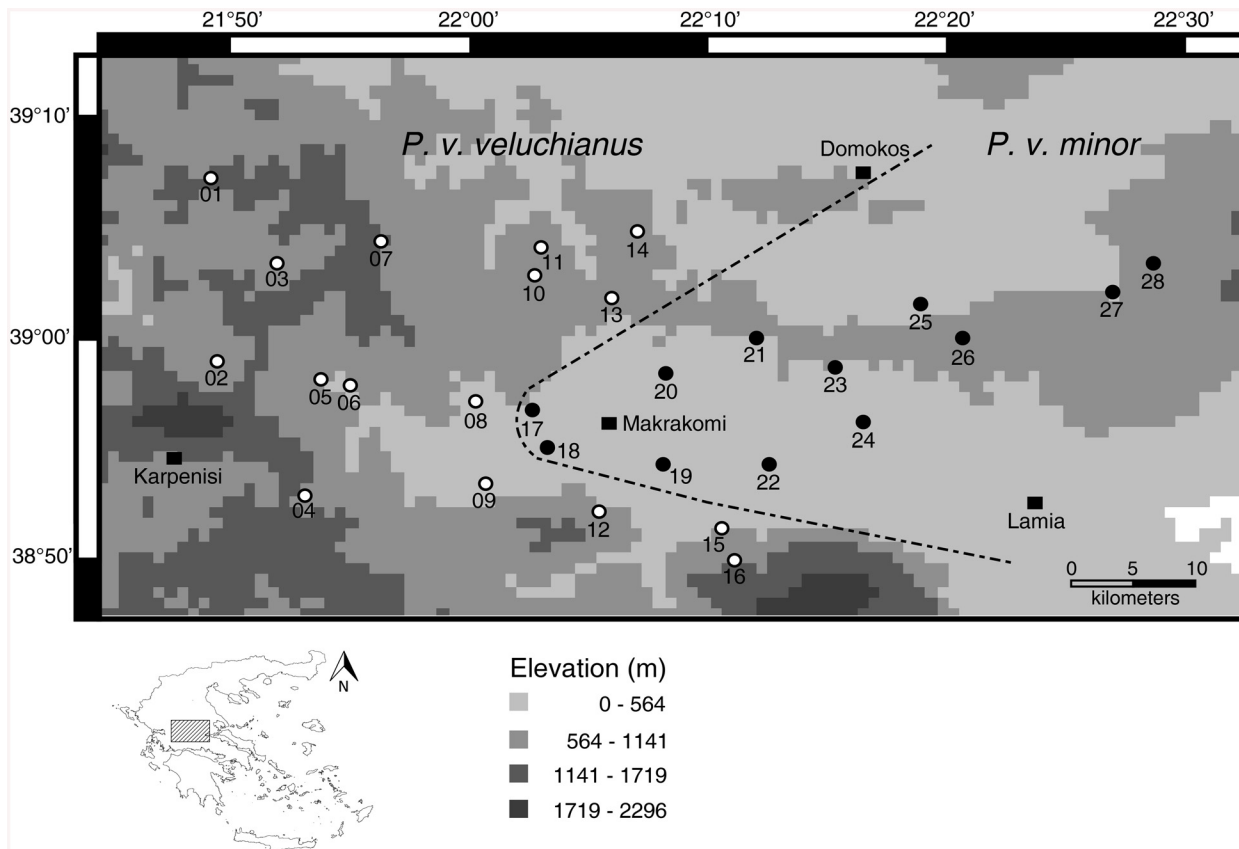 21°50’ 22°00’ 22°10’ 22°20’ 22°30’
39°10’
P. v. veluchianus P. v. minor
Domokos
01
14
07
11
03
28
10
13
27
25
39°00’
21
26
02
23
05
06
20
08
17
Makrakomi
24
18
Karpenisi
19
22
09
04
12
Lamia
15
38°50’
16
0 5 10
kilometers
N
Elevation (m)
0 - 564
564 - 1141
1141 - 1719
1719 - 2296